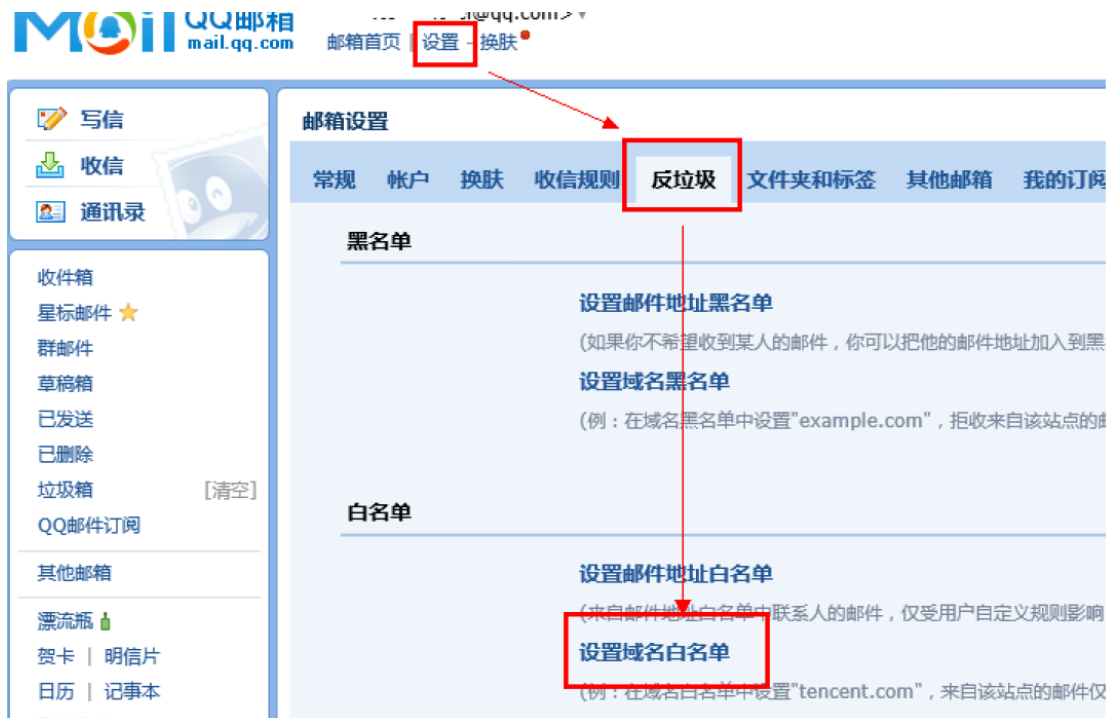 Mail QQ邮箱
mail.qq.com
@qq.com>
邮箱首页 | 设置 - 换肤
写信
收信
通讯录
收件箱
星标邮件
群邮件
草稿箱
已发送
已删除
垃圾箱 [清空]
QQ邮件订阅
其他邮箱
漂流瓶
贺卡 | 明信片
日历 | 记事本
邮箱设置
常规 帐户 换肤 收信规则 反垃圾 文件夹和标签 其他邮箱 我的订阅
黑名单
设置邮件地址黑名单
(如果你不希望收到某人的邮件，你可以把他的邮件地址加入到黑
设置域名黑名单
(例：在域名黑名单中设置"example.com"，拒收来自该站点的邮
白名单
设置邮件地址白名单
(来自邮件地址白名单中联系人的邮件，仅受用户自定义规则影响
设置域名白名单
(例：在域名白名单中设置"tencent.com"，来自该站点的邮件仅